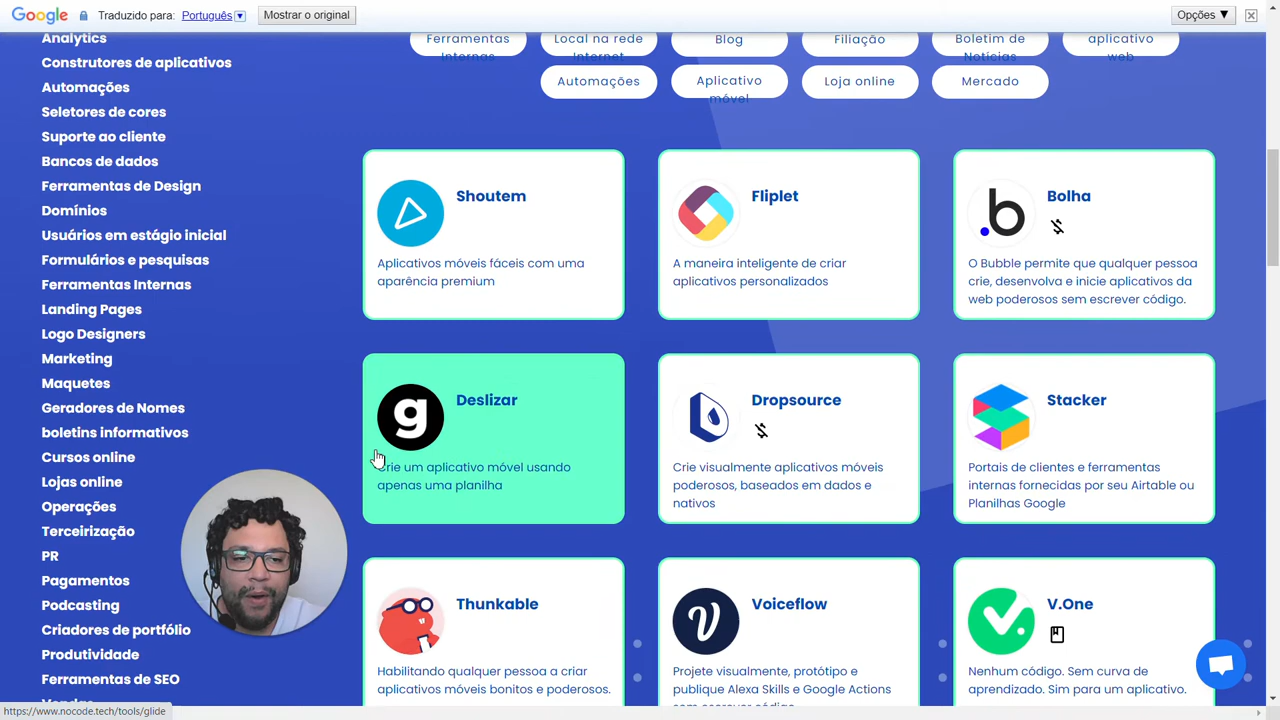 Google
Traduzido para: Português
Mostrar o original
Opções ▼
Analytics
Construtores de aplicativos
Automações
Seletores de cores
Suporte ao cliente
Bancos de dados
Ferramentas de Design
Domínios
Usuários em estágio inicial
Formulários e pesquisas
Ferramentas Internas
Landing Pages
Logo Designers
Marketing
Maquetes
Geradores de Nomes
boletins informativos
Cursos online
Lojas online
Operações
Terceirização
PR
Pagamentos
Podcasting
Criadores de portfólio
Produtividade
Ferramentas de SEO
Ferramentas
Internas
Local na rede
Internet
Blog
Filiação
Boletim de
Notícias
aplicativo
web
Automações
Aplicativo
móvel
Loja online
Mercado
Shoutem
Aplicativos móveis fáceis com uma
aparência premium
Fliplet
A maneira inteligente de criar
aplicativos personalizados
b
Bolha
O Bubble permite que qualquer pessoa
crie, desenvolva e inicie aplicativos da
web poderosos sem escrever código.
g
Deslizar
Crie um aplicativo móvel usando
apenas uma planilha
Dropsource
Crie visualmente aplicativos móveis
poderosos, baseados em dados e
nativos
Stacker
Portais de clientes e ferramentas
internas fornecidas por seu Airtable ou
Planilhas Google
Thunkable
Habilitando qualquer pessoa a criar
aplicativos móveis bonitos e poderosos.
Voiceflow
Projete visualmente, protótipo e
publique Alexa Skills e Google Actions
sem escrever código
V.One
Nenhum código. Sem curva de
aprendizado. Sim para um aplicativo.
https://www.nocode.tech/tools/glide